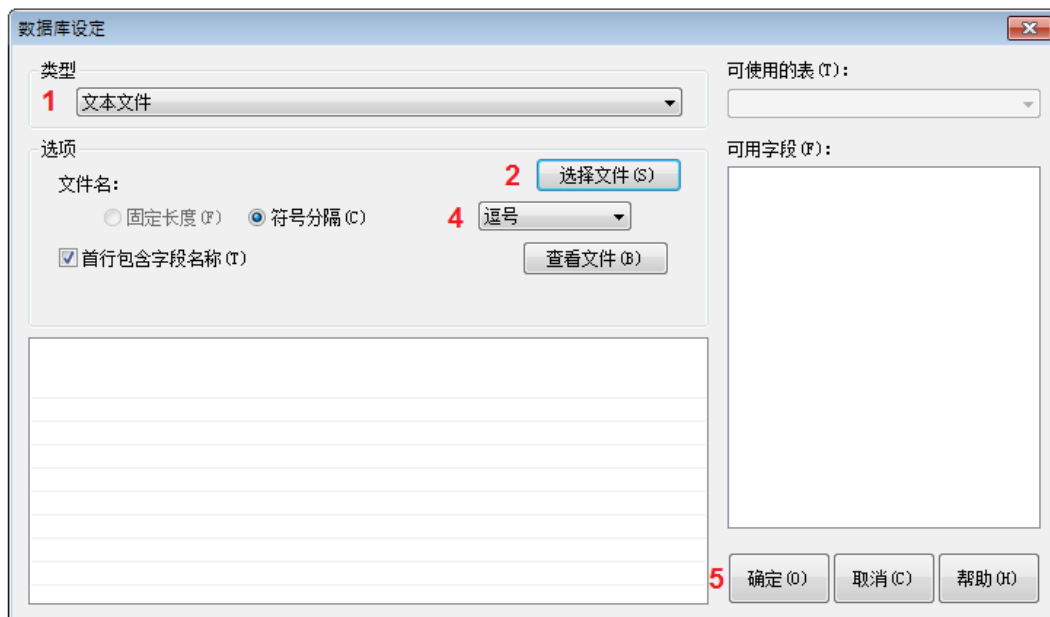 数据库设定
类型
1 文本文件
选项
文件名:
2 选择文件(S)
固定长度(F) 符号分隔(C) 4 逗号
首行包含字段名称(T) 查看文件(B)
可使用的表(T):
可用字段(F):
5 确定(O) 取消(C) 帮助(H)